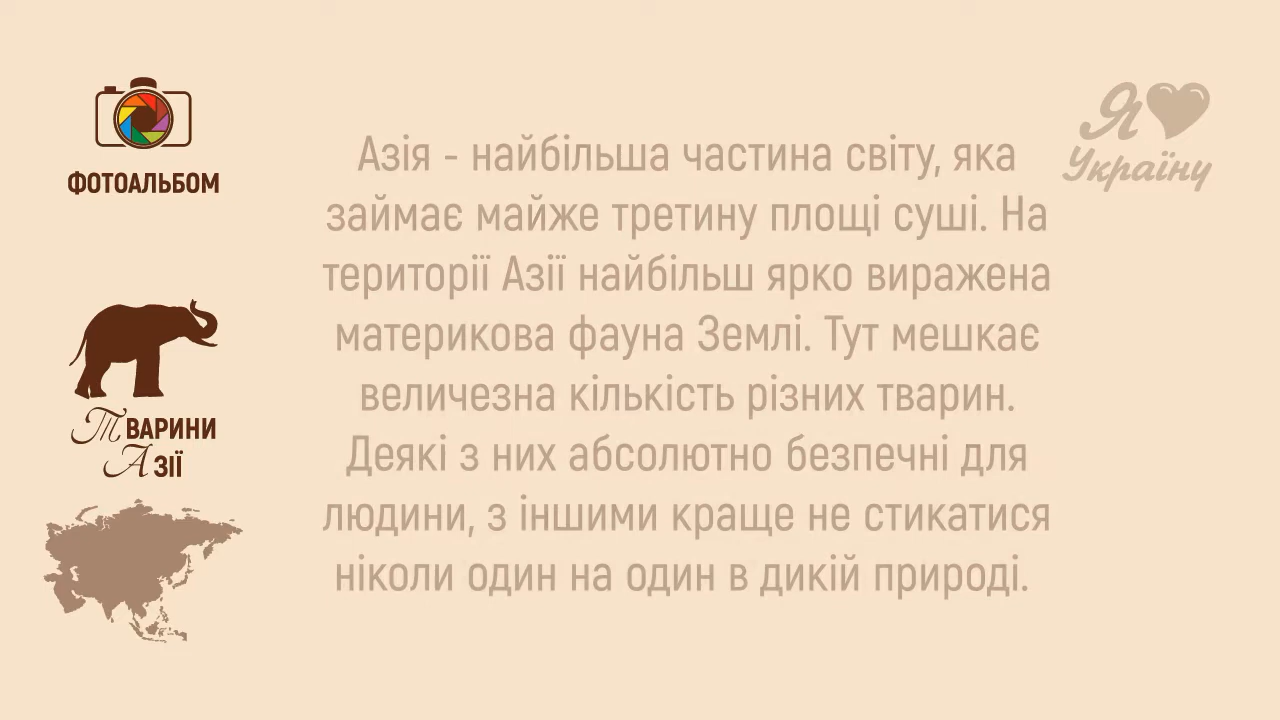 ФОТОАЛЬБОМ
ТВАРИНИ
АЗІЇ
Азія - найбільша частина світу, яка
займає майже третину площі суші. На
території Азії найбільш ярко виражена
материкова фауна Землі. Тут мешкає
величезна кількість різних тварин.
Деякі з них абсолютно безпечні для
людини, з іншими краще не стикатися
ніколи один на один в дикій природі.
Я
Україну